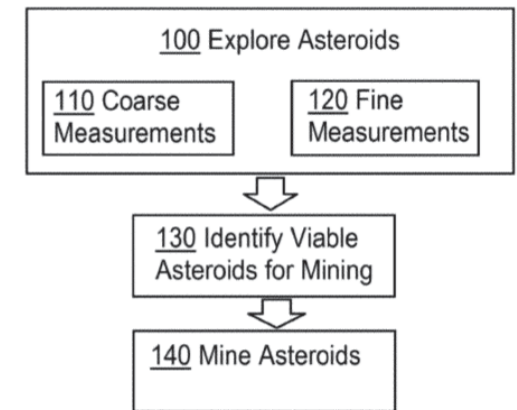 100 Explore Asteroids
110 Coarse
Measurements
120 Fine
Measurements
130 Identify Viable
Asteroids for Mining
140 Mine Asteroids